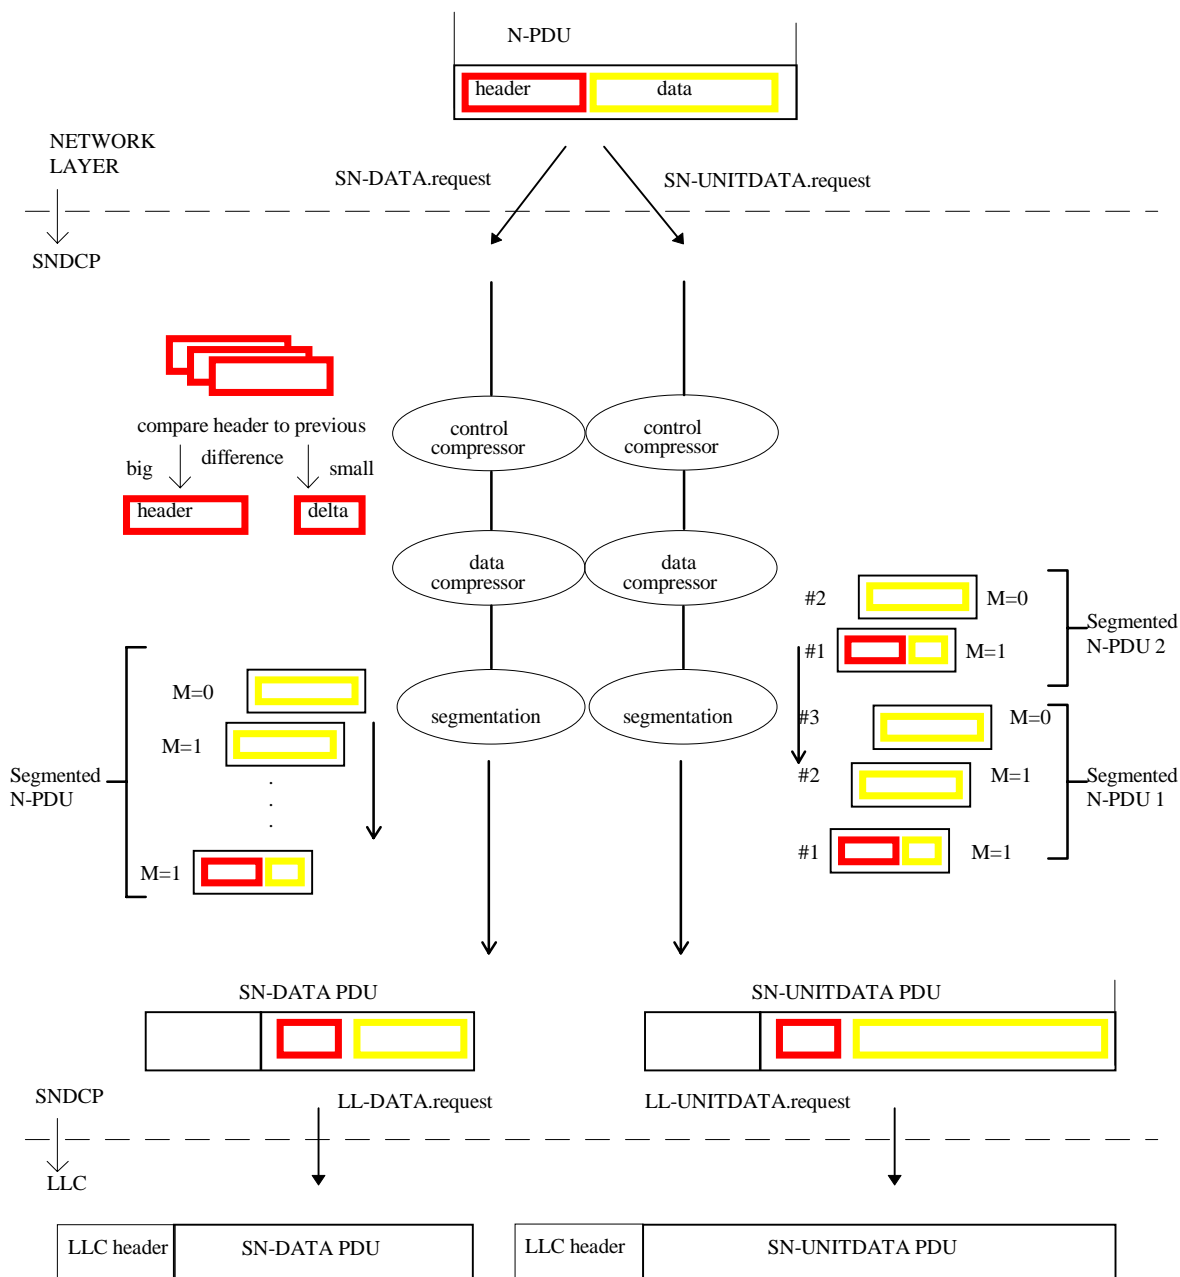 N-PDU
header
data
NETWORK
LAYER
SN-DATA.request
SN-UNITDATA.request
SNDCP
compare header to previous
difference
big
small
header
delta
control
compressor
control
compressor
data
compressor
data
compressor
segmentation
segmentation
#2
M=0
#1
M=1
Segmented
N-PDU 2
#3
M=0
#2
M=1
#1
M=1
Segmented
N-PDU 1
M=0
M=1
.
.
.
M=1
Segmented
N-PDU
SN-DATA PDU
SN-UNITDATA PDU
SNDCP
LL-DATA.request
LL-UNITDATA.request
LLC
LLC header
SN-DATA PDU
LLC header
SN-UNITDATA PDU